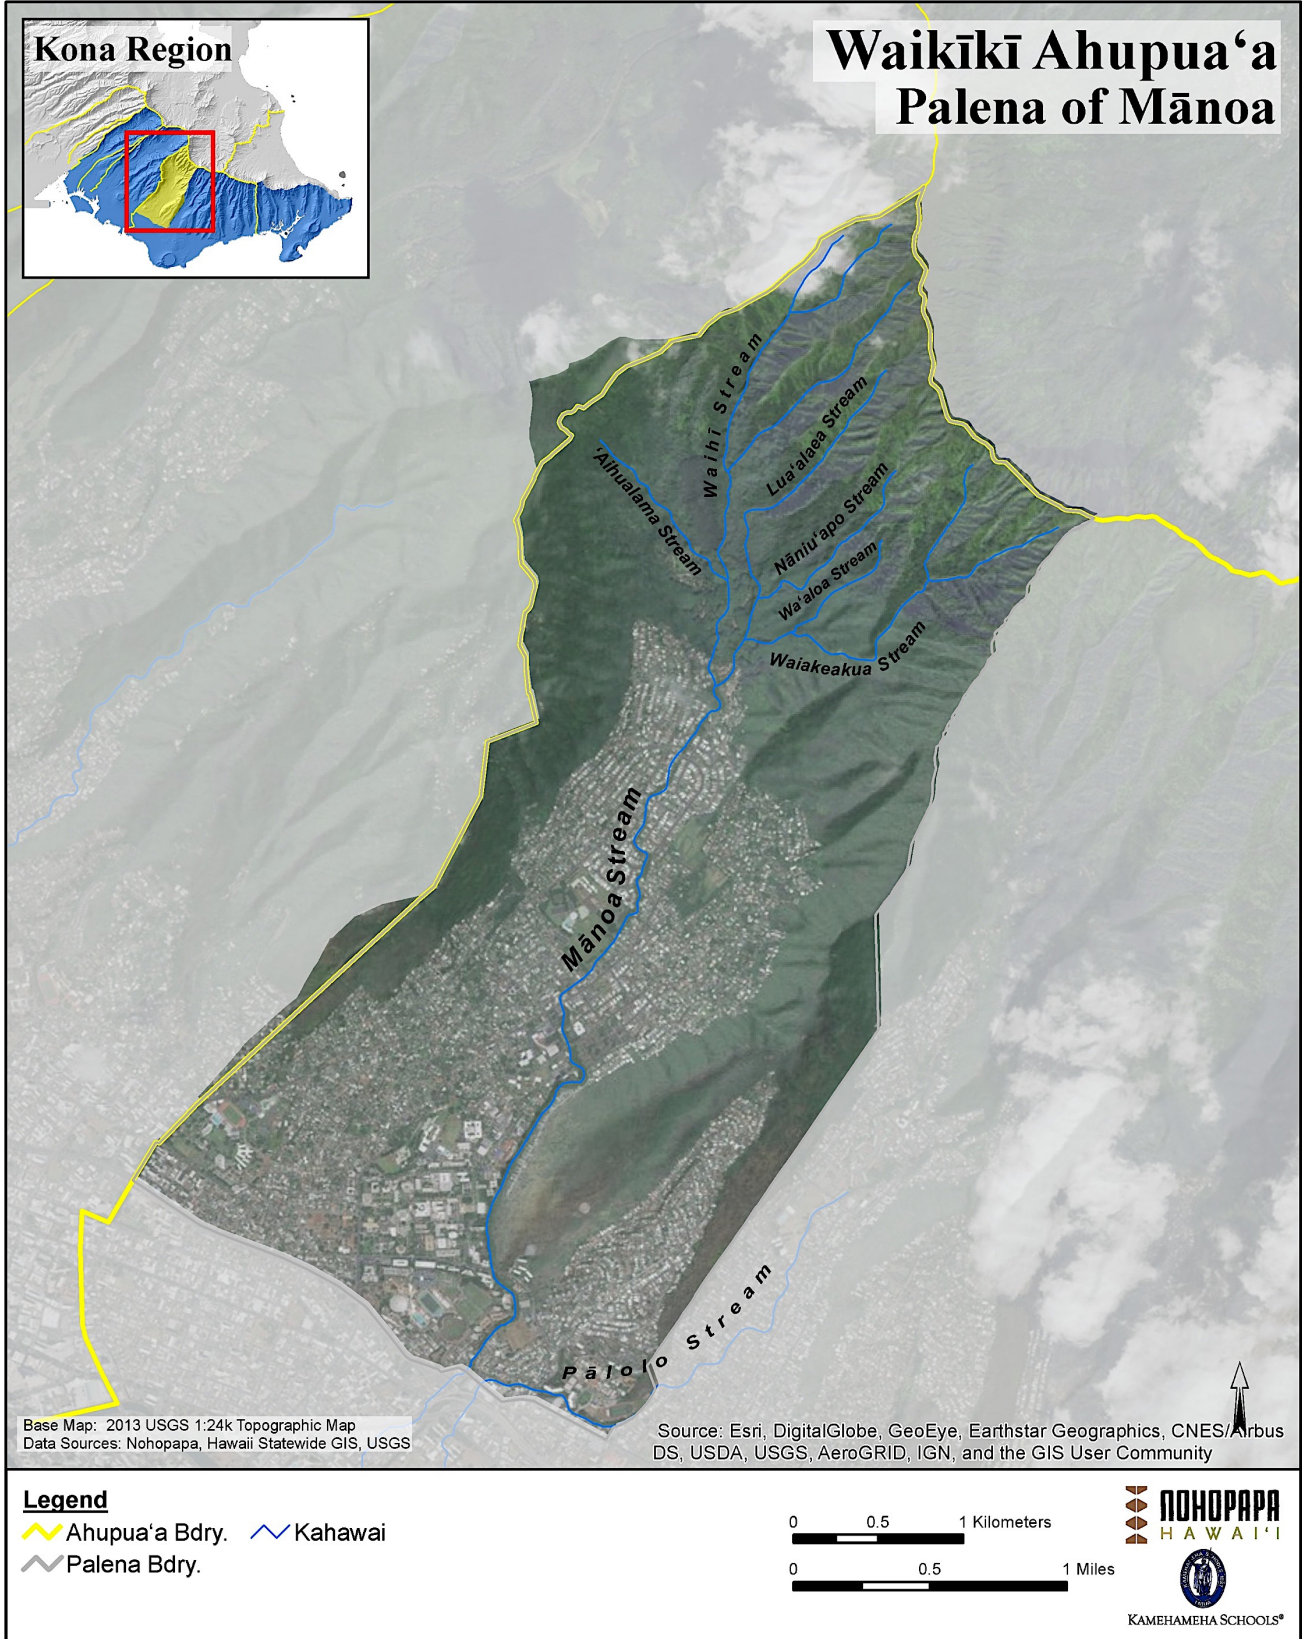 Kona Region
Waikīkī Ahupuaʻa
Palena of Mānoa
Waihī Stream
Luaʻalaea Stream
ʻAihualama Stream
Nāniuʻapo Stream
Waʻaloa Stream
Waiakeakua Stream
Mānoa Stream
Pālolo Stream
Base Map: 2013 USGS 1:24k Topographic Map
Data Sources: Nohopapa, Hawaii Statewide GIS, USGS
Source: Esri, DigitalGlobe, GeoEye, Earthstar Geographics, CNES/Airbus
DS, USDA, USGS, AeroGRID, IGN, and the GIS User Community
Legend
Ahupuaʻa Bdry.
Kahawai
Palena Bdry.
0 0.5 1 Kilometers
0 0.5 1 Miles
NOHOPAPA
HAWAIʻI
KAMEHAMEHA SCHOOLS®